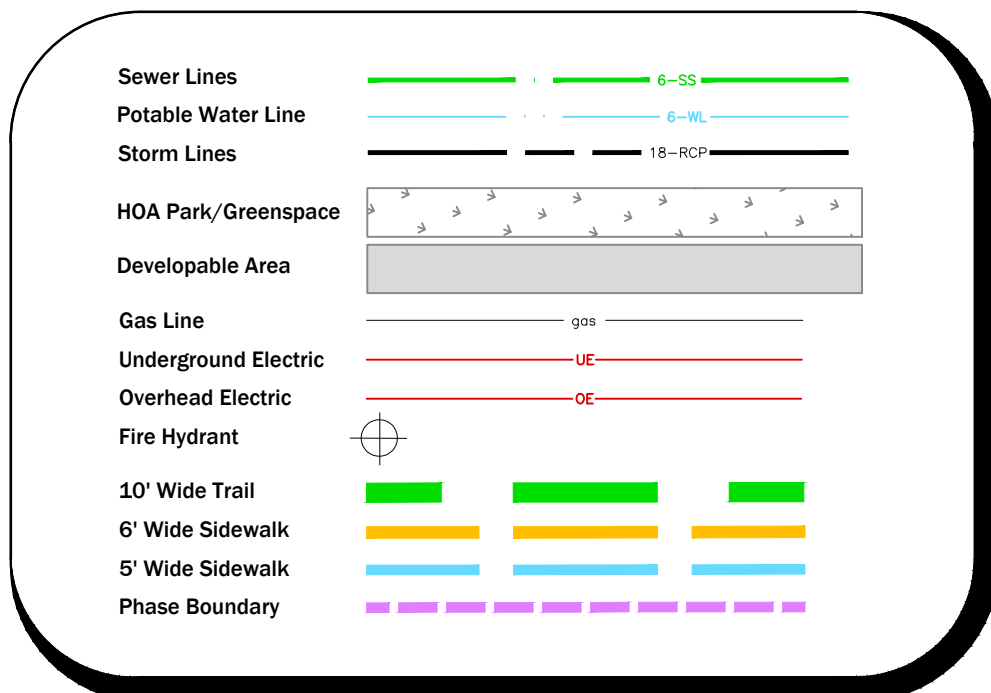 Sewer Lines 6-SS
Potable Water Line 6-WL
Storm Lines 18-RCP
HOA Park/Greenspace
Developable Area
Gas Line gas
Underground Electric UE
Overhead Electric OE
Fire Hydrant
10' Wide Trail
6' Wide Sidewalk
5' Wide Sidewalk
Phase Boundary